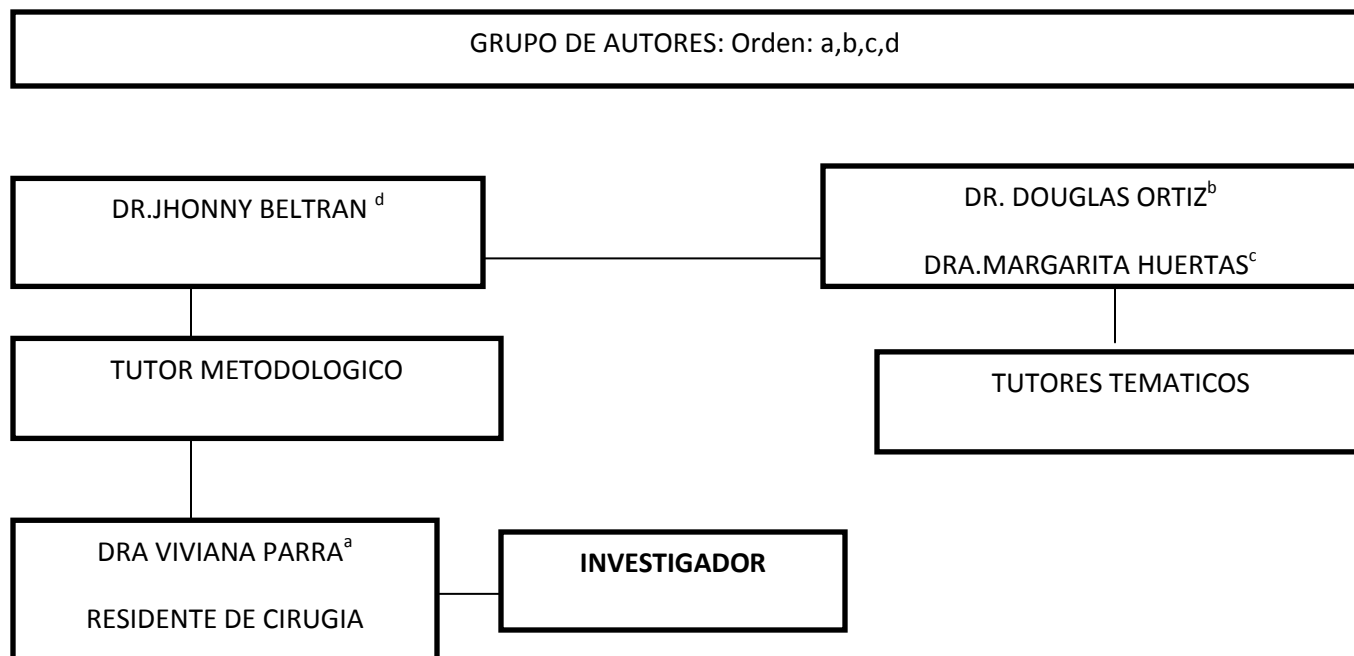 GRUPO DE AUTORES: Orden: a,b,c,d
DR.JHONNY BELTRAN d
DR. DOUGLAS ORTIZb
DRA.MARGARITA HUERTASc
TUTOR METODOLOGICO
TUTORES TEMATICOS
DRA VIVIANA PARRAa
RESIDENTE DE CIRUGIA
INVESTIGADOR